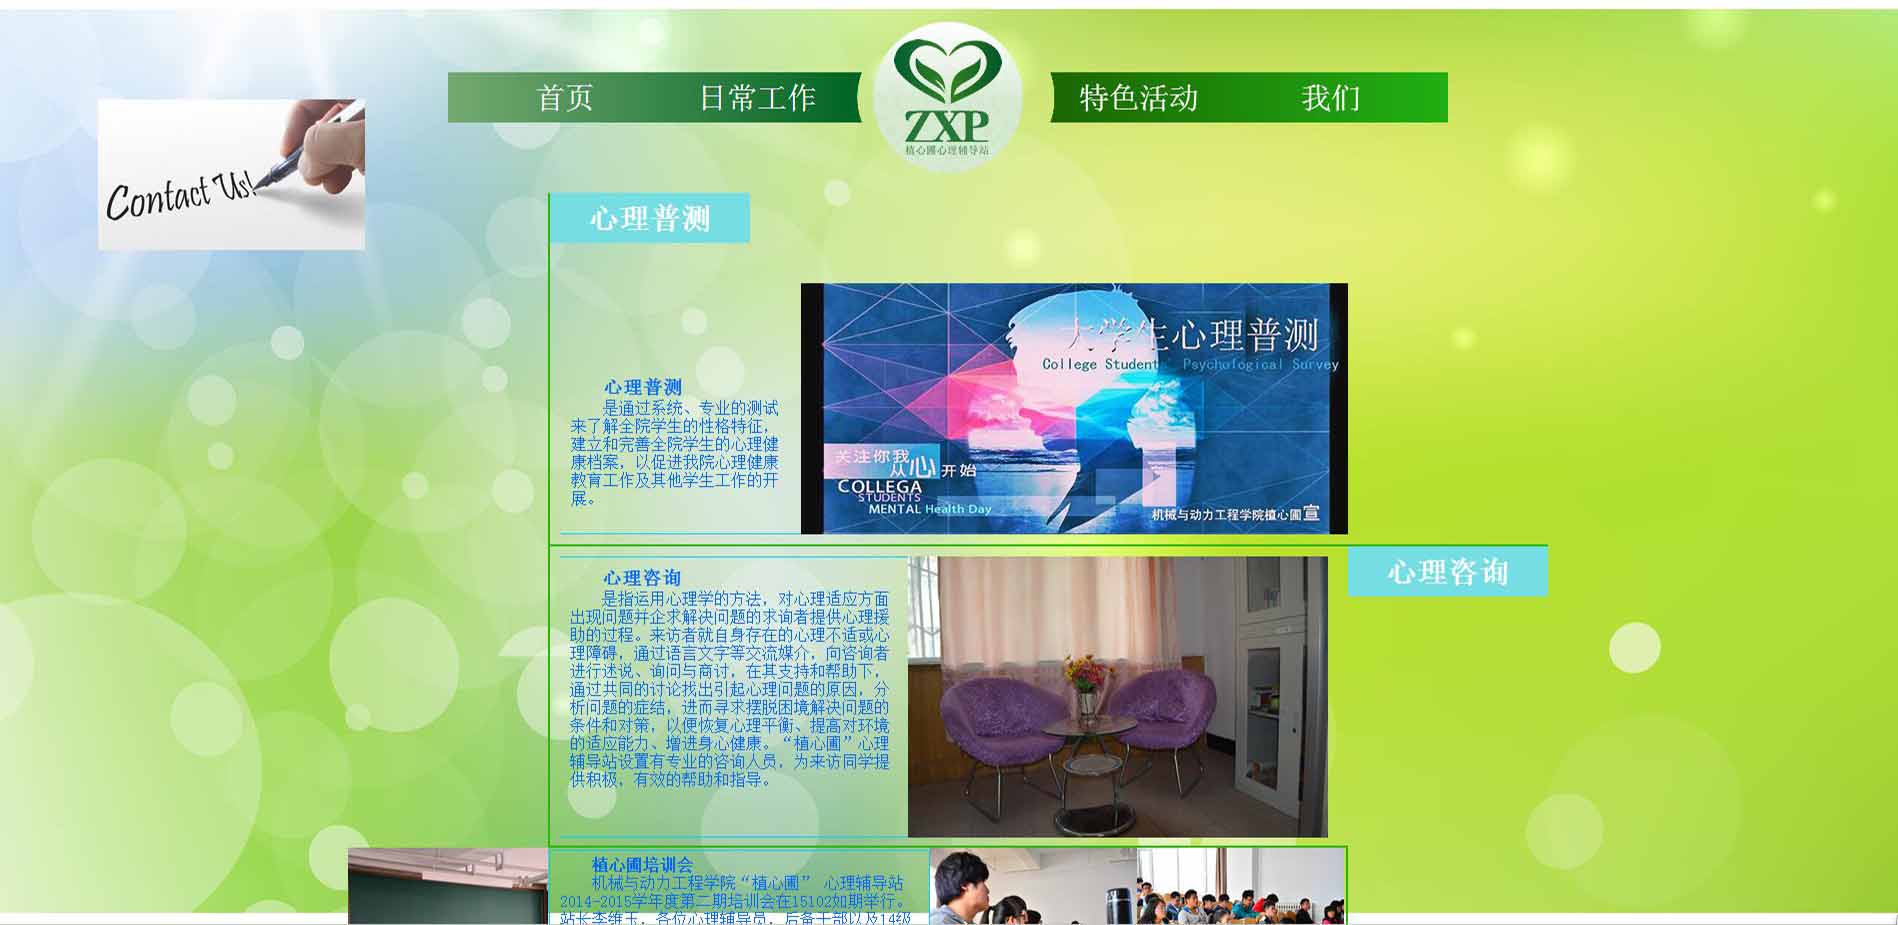 首页
日常工作
特色活动
我们
ZXP
植心圃心理辅导站
Contact Us!
心理普测
大学生心理普测
College Students' Psychological Survey
心理普测
是通过系统、专业的测试
来了解全院学生的性格特征，
建立和完善全院学生的心理健
康档案，以促进我院心理健康
教育工作及其他学生工作的开
展。
关注你我
从心开始
COLLEGA
STUDENTS
MENTAL Health Day
机械与动力工程学院植心圃宣
心理咨询
心理咨询
是指运用心理学的方法，对心理适应方面
出现问题并企求解决问题的求询者提供心理援
助的过程。来访者就自身存在的心理不适或心
理障碍，通过语言文字等交流媒介，向咨询者
进行述说、询问与商讨，在其支持和帮助下，
通过共同的讨论找出引起心理问题的原因，分
析问题的症结，进而寻求摆脱困境解决问题的
条件和对策，以便恢复心理平衡、提高对环境
的适应能力、增进身心健康。“植心圃”心理
辅导站设置有专业的咨询人员，为来访同学提
供积极，有效的帮助和指导。
植心圃培训会
机械与动力工程学院“植心圃” 心理辅导站
2014-2015学年度第二期培训会在15102如期举行。
站长李维玉，各位心理辅导员，后备干部以及14级